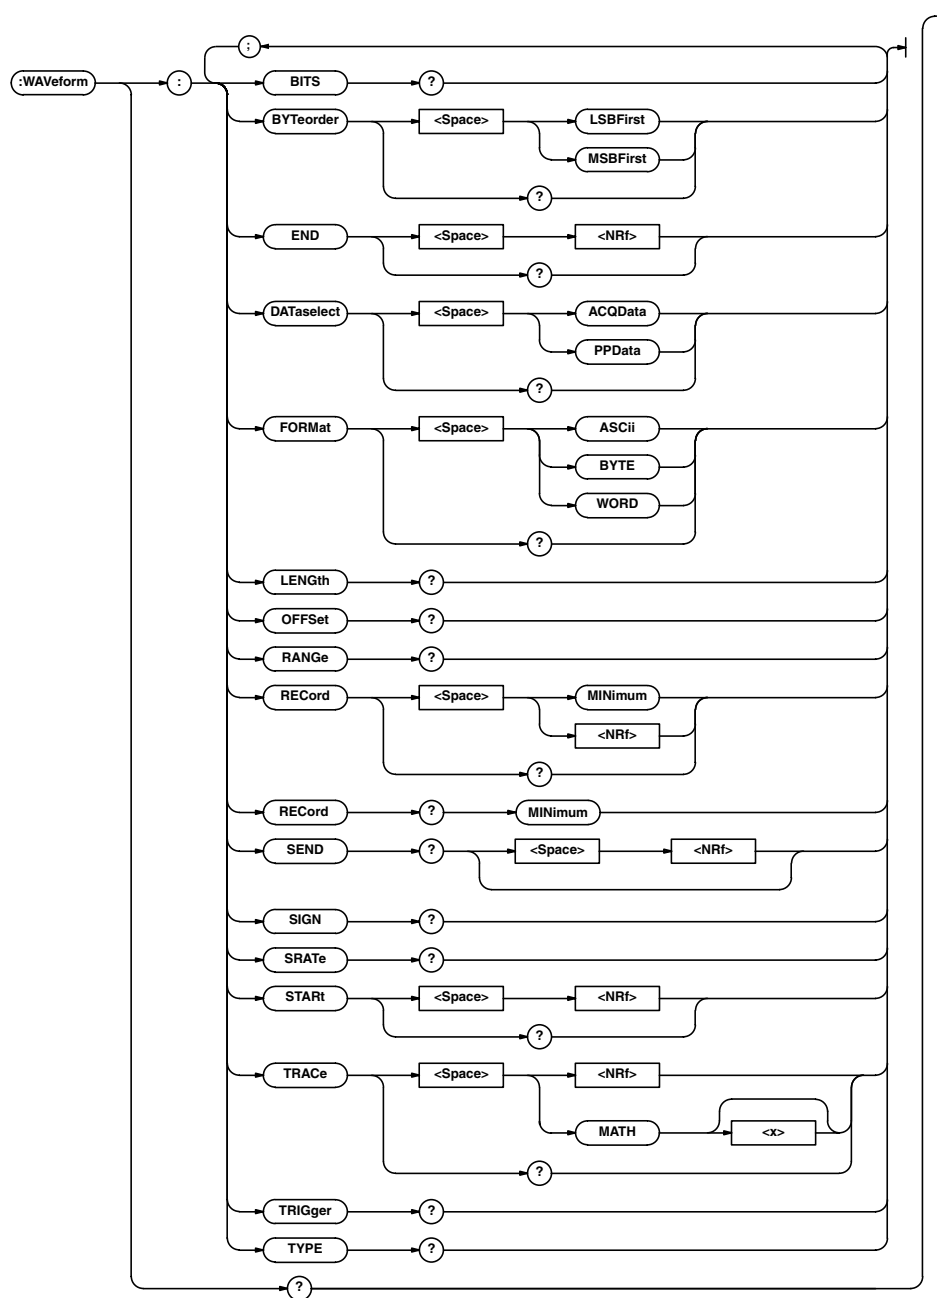 ;
:WAVeform : BITS ?
BYTeorder <Space> LSBFirst
MSBFirst
?
END <Space> <NRf>
?
DATaselect <Space> ACQData
PPData
?
FORMat <Space> ASCii
BYTE
WORD
?
LENGth ?
OFFSet ?
RANGe ?
RECord <Space> MINimum
<NRf>
?
RECord ? MINimum
SEND ? <Space> <NRf>
SIGN ?
SRATe ?
STARt <Space> <NRf>
?
TRACe <Space> <NRf>
MATH <x>
?
TRIGger ?
TYPE ?
?